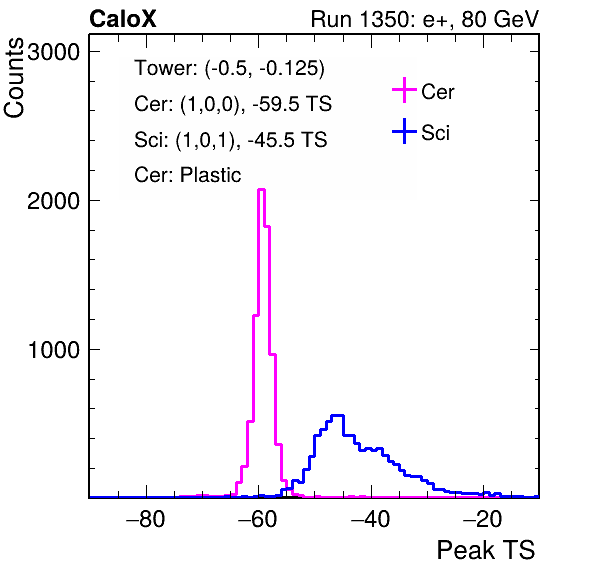 CaloX Run 1350: e+, 80 GeV
Counts
3000
2000
1000
Tower: (-0.5, -0.125)
Cer: (1,0,0), -59.5 TS
Sci: (1,0,1), -45.5 TS
Cer: Plastic
Cer
Sci
−80 −60 −40 −20
Peak TS